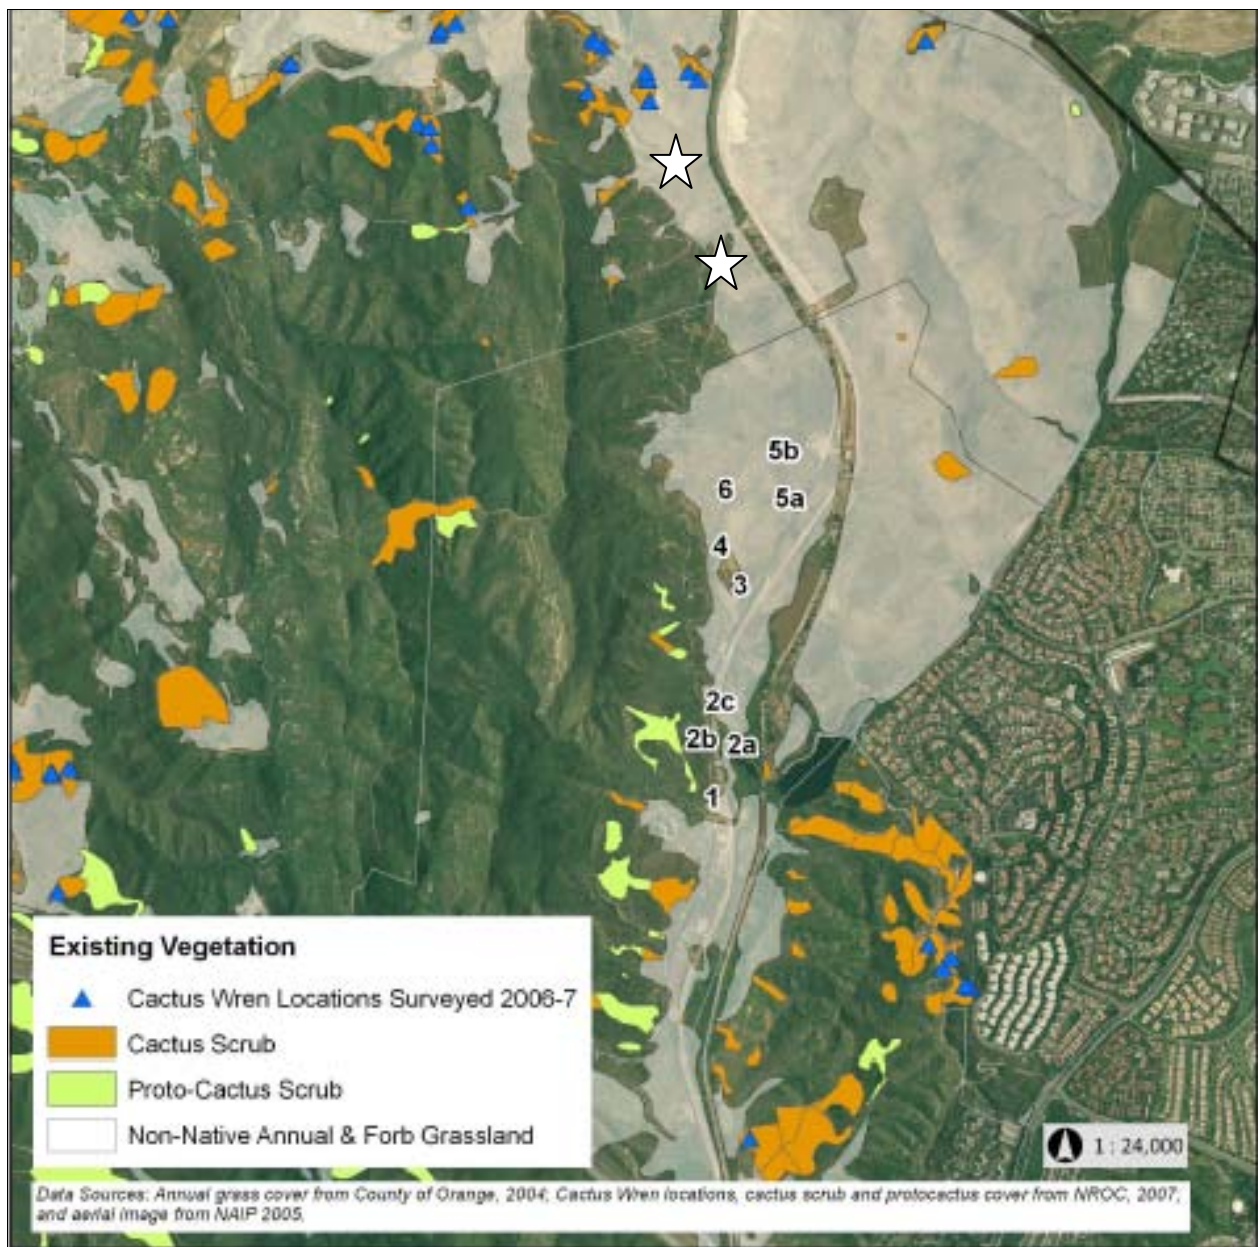 5b
6
5a
4
3
2c
2b
2a
1
Existing Vegetation
Cactus Wren Locations Surveyed 2006-7
Cactus Scrub
Proto-Cactus Scrub
Non-Native Annual & Forb Grassland
1 : 24,000
Data Sources: Annual grass cover from County of Orange, 2004; Cactus Wren locations, cactus scrub and protocactus cover from NROC, 2007;
and aerial image from NAIP 2005.